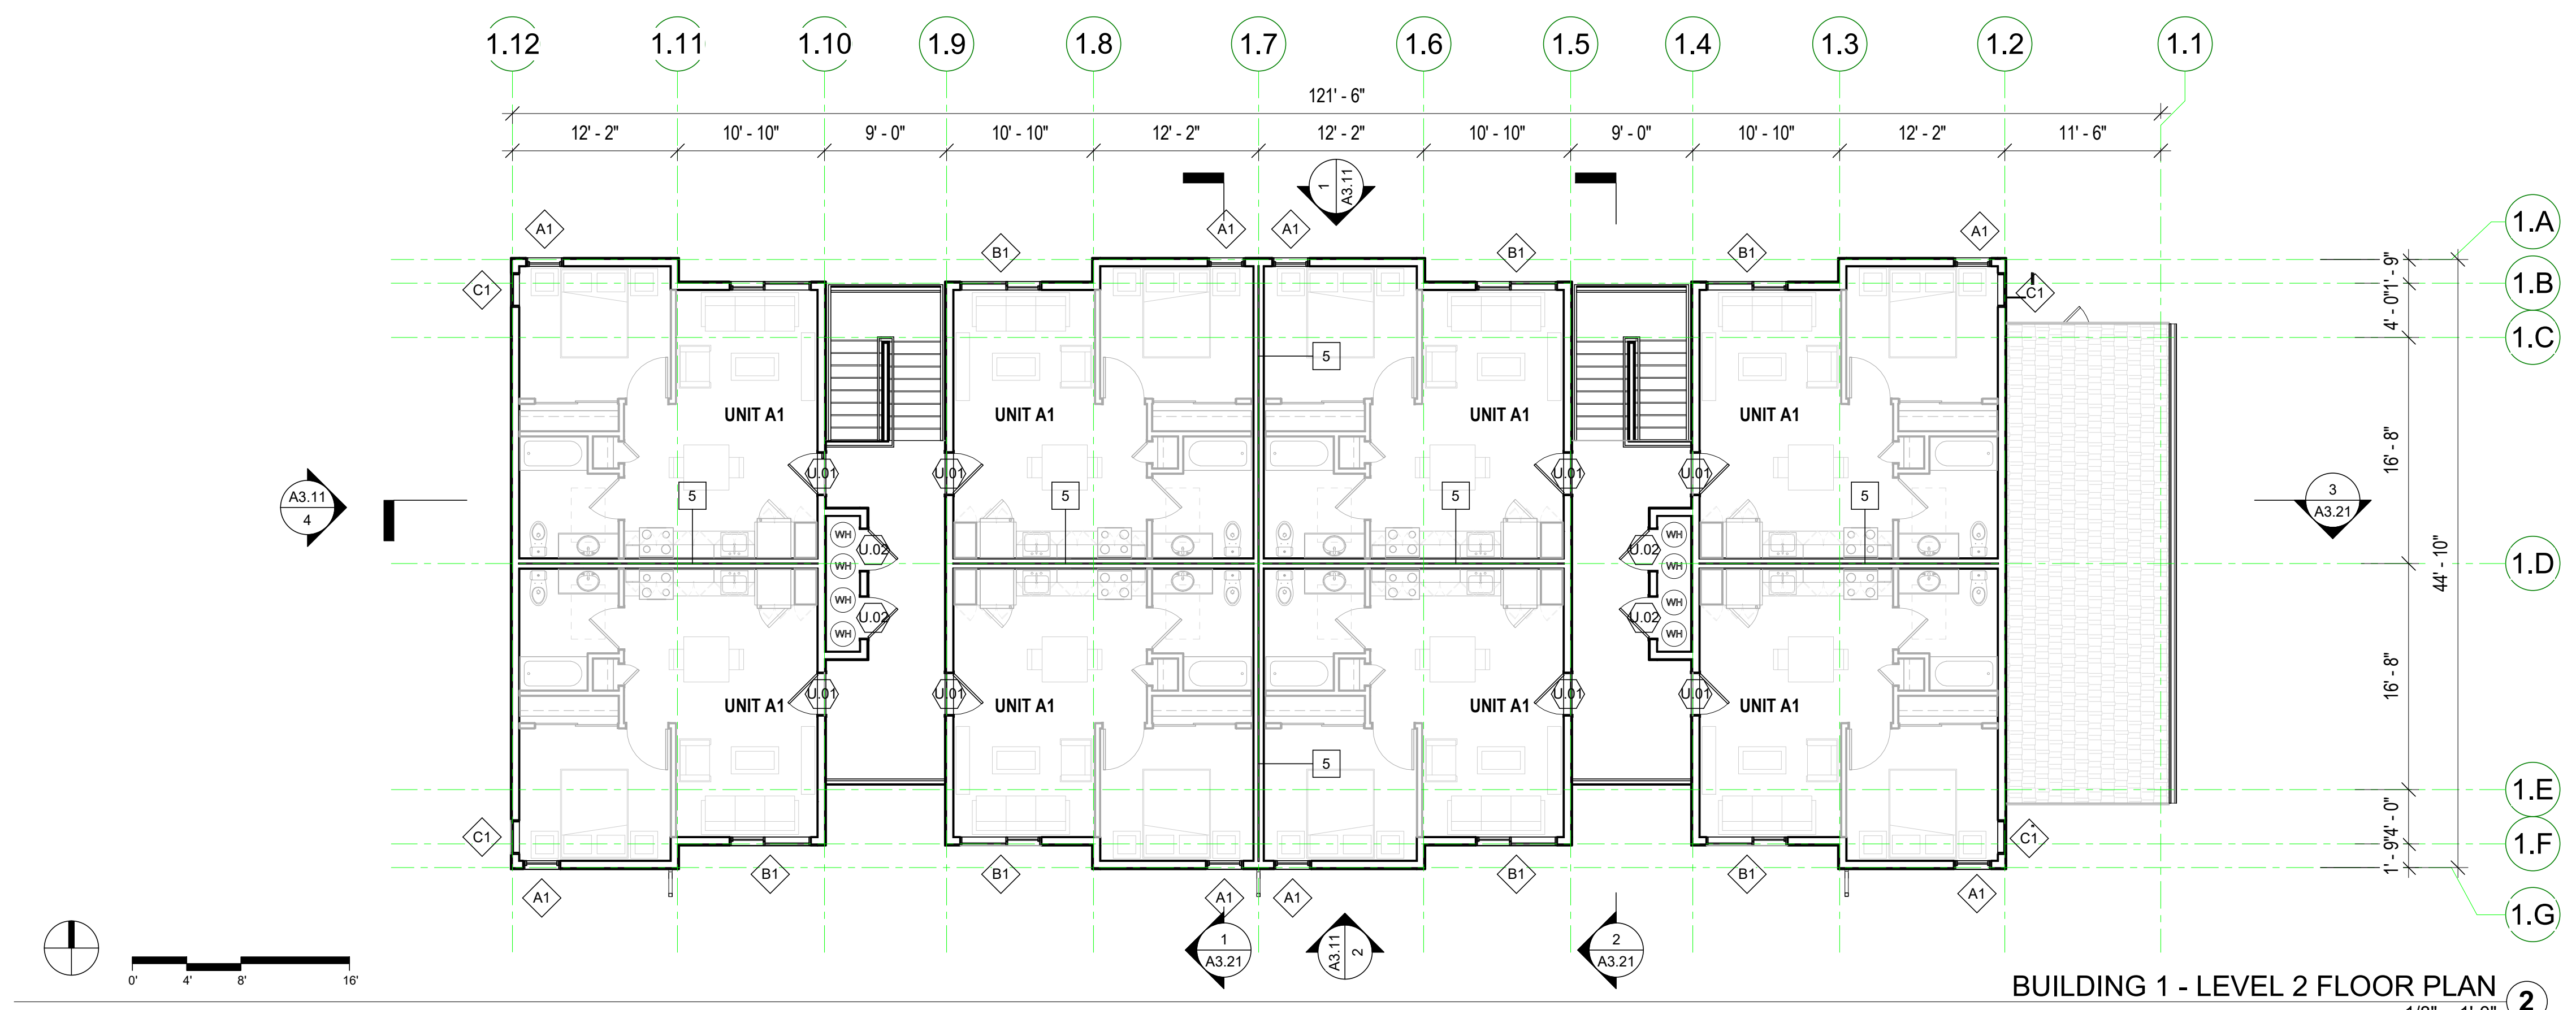 1.12 1.11 1.10 1.9 1.8 1.7 1.6 1.5 1.4 1.3 1.2 1.1
121' - 6"
12' - 2" 10' - 10" 9' - 0" 10' - 10" 12' - 2" 12' - 2" 10' - 10" 9' - 0" 10' - 10" 12' - 2" 11' - 6"
1 A3.11
A1 A1 A1 A1
B1 B1 B1
C1 C1
1.A
1.B
1.C
1.D
1.E
1.F
1.G
1' - 9"
4' - 0"
16' - 8"
16' - 8"
4' - 0"
1' - 9"
44' - 10"
5
UNIT A1 UNIT A1 UNIT A1 UNIT A1
U.01 U.01 U.01 U.01
5 5 5 5
A3.11
4
3
A3.21
WH WH
U.02 U.02
WH WH
WH WH
U.02 U.02
WH WH
U.01 U.01 U.01 U.01
UNIT A1 UNIT A1 UNIT A1 UNIT A1
5
C1 C1
B1 B1 B1 B1
A1 A1 A1 A1
1
A3.21
A3.11 2
2
A3.21
0' 4' 8' 16'
BUILDING 1 - LEVEL 2 FLOOR PLAN
2